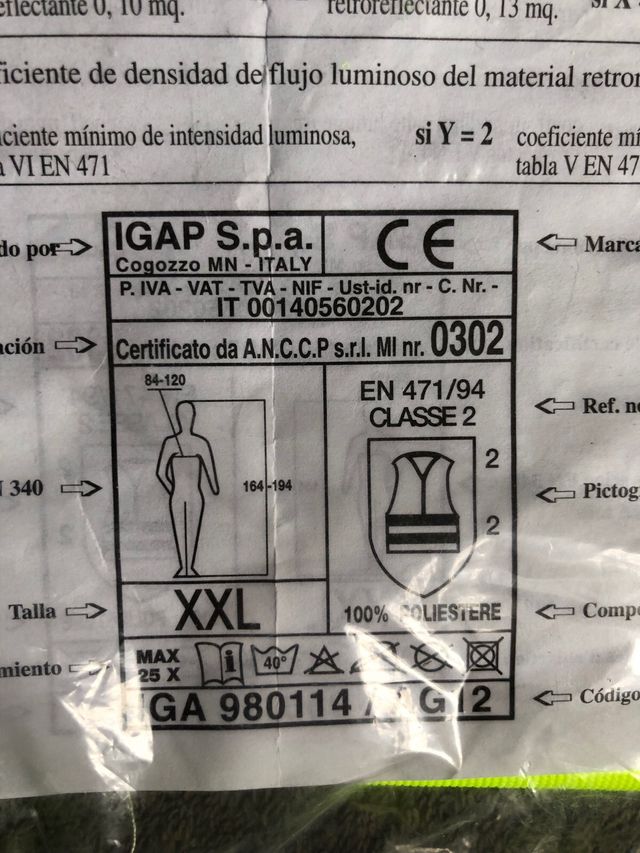 0, 10 mq.
retroreflectante 0, 13 mq.
si X
iciente de densidad de flujo luminoso del material retror
ciente mínimo de intensidad luminosa,
a VI EN 471
si Y = 2
coeficiente mí
tabla V EN 47
do por
IGAP S.p.a.
Cogozzo MN - ITALY
CE
Marca
P. IVA - VAT - TVA - NIF - Ust-id. nr - C. Nr. -
IT 00140560202
ación
Certificato da A.N.C.C.P s.r.l. MI nr. 0302
84-120
164-194
EN 471/94
CLASSE 2
Ref. no
340
2
2
Pictog
Talla
XXL
100% POLIESTERE
Compo
miento
MAX
25 X
i
40°
IGA 980114
G12
Código